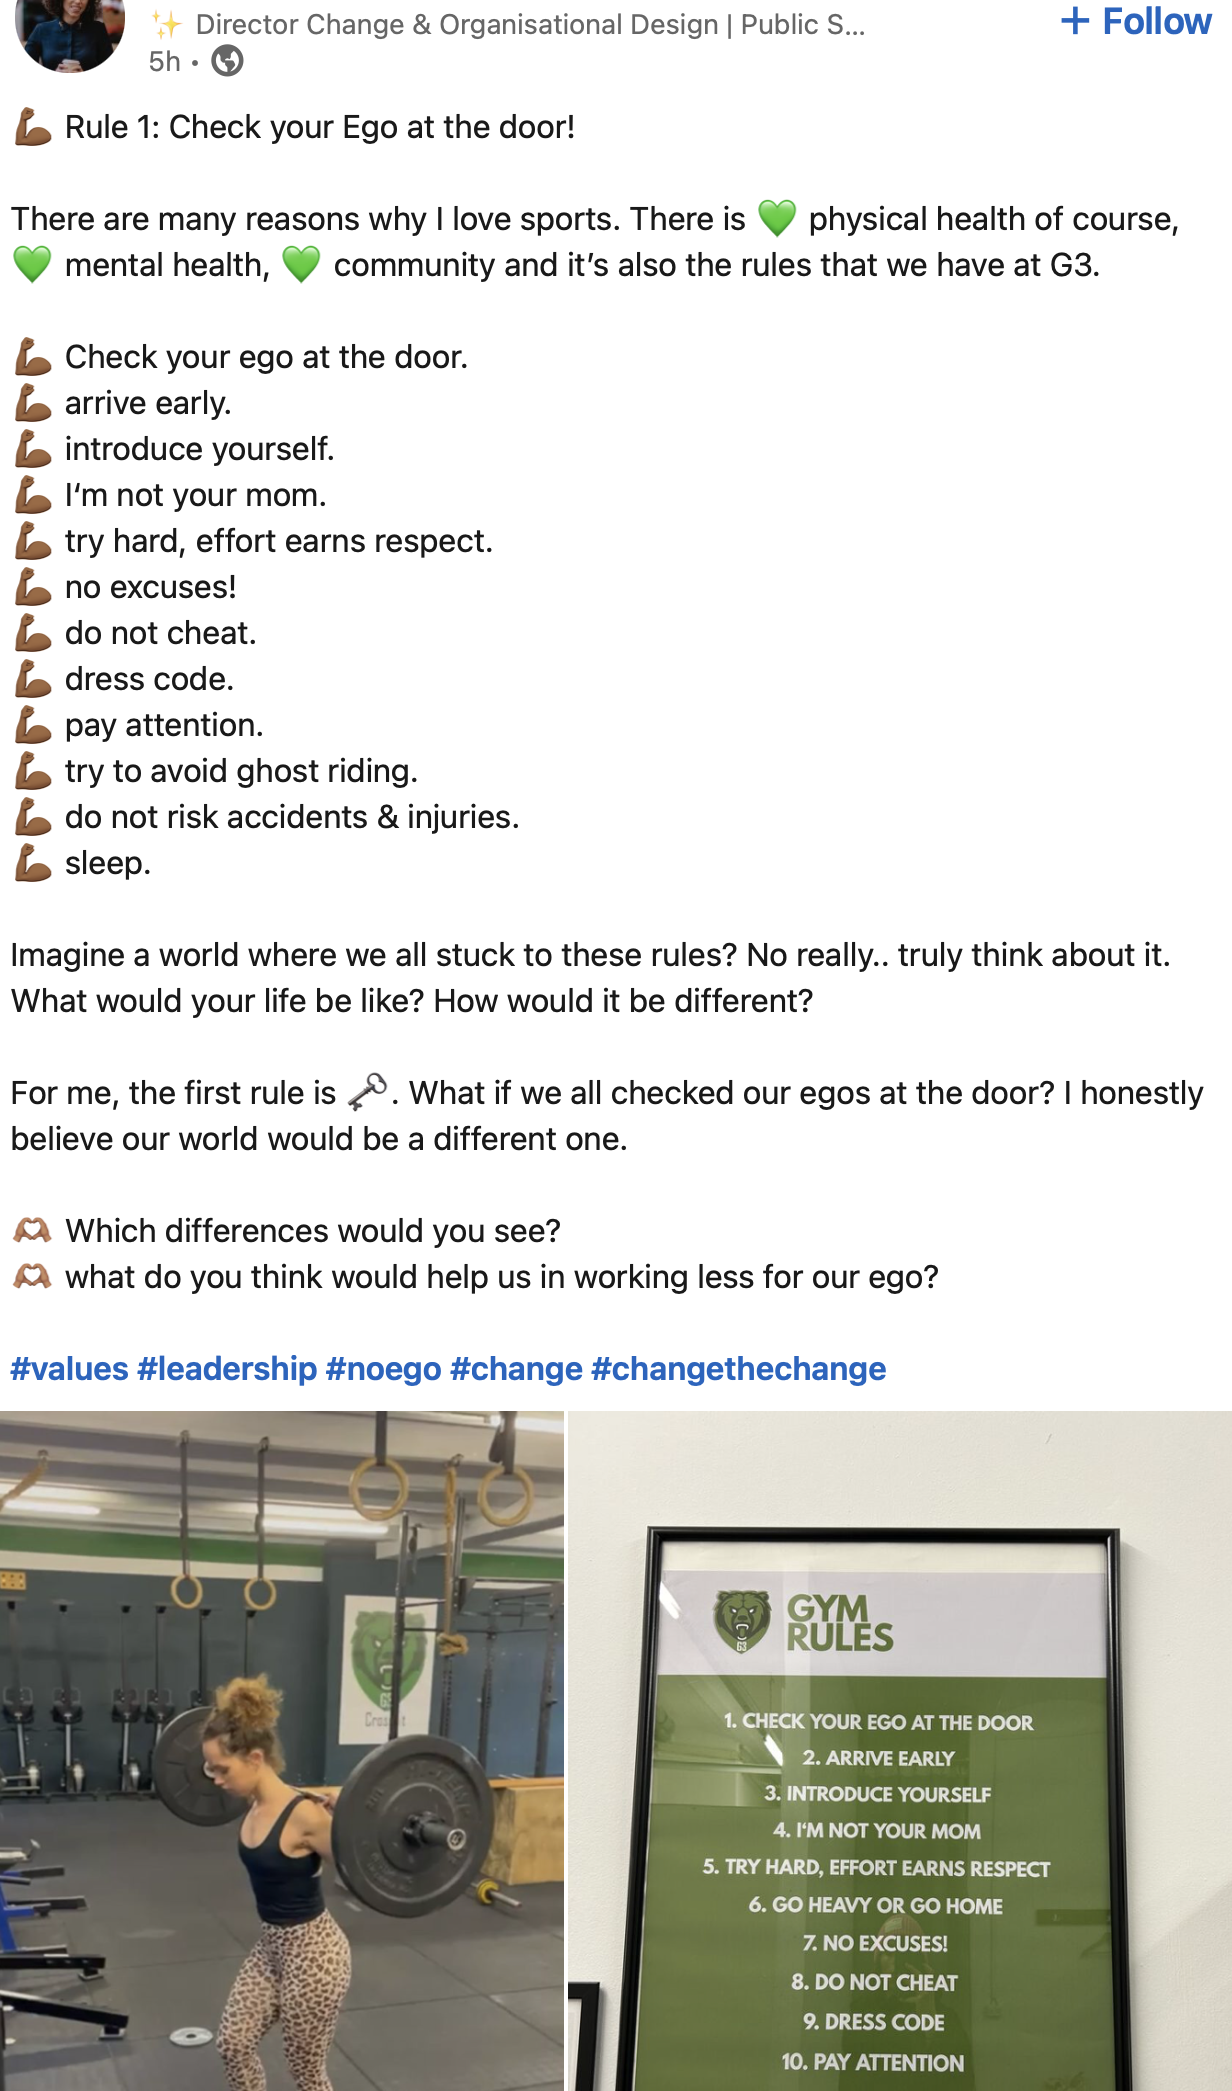 ✨ Director Change & Organisational Design | Public S...
+ Follow
5h •
💪🏾 Rule 1: Check your Ego at the door!
There are many reasons why I love sports. There is 💚 physical health of course,
💚 mental health, 💚 community and it’s also the rules that we have at G3.
💪🏾 Check your ego at the door.
💪🏾 arrive early.
💪🏾 introduce yourself.
💪🏾 I‘m not your mom.
💪🏾 try hard, effort earns respect.
💪🏾 no excuses!
💪🏾 do not cheat.
💪🏾 dress code.
💪🏾 pay attention.
💪🏾 try to avoid ghost riding.
💪🏾 do not risk accidents & injuries.
💪🏾 sleep.
Imagine a world where we all stuck to these rules? No really.. truly think about it.
What would your life be like? How would it be different?
For me, the first rule is 🗝️. What if we all checked our egos at the door? I honestly
believe our world would be a different one.
🫶🏽 Which differences would you see?
🫶🏽 what do you think would help us in working less for our ego?
#values #leadership #noego #change #changethechange
G3
G3
GYM
RULES
1. CHECK YOUR EGO AT THE DOOR
2. ARRIVE EARLY
3. INTRODUCE YOURSELF
4. I‘M NOT YOUR MOM
5. TRY HARD, EFFORT EARNS RESPECT
6. GO HEAVY OR GO HOME
7. NO EXCUSES!
8. DO NOT CHEAT
9. DRESS CODE
10. PAY ATTENTION